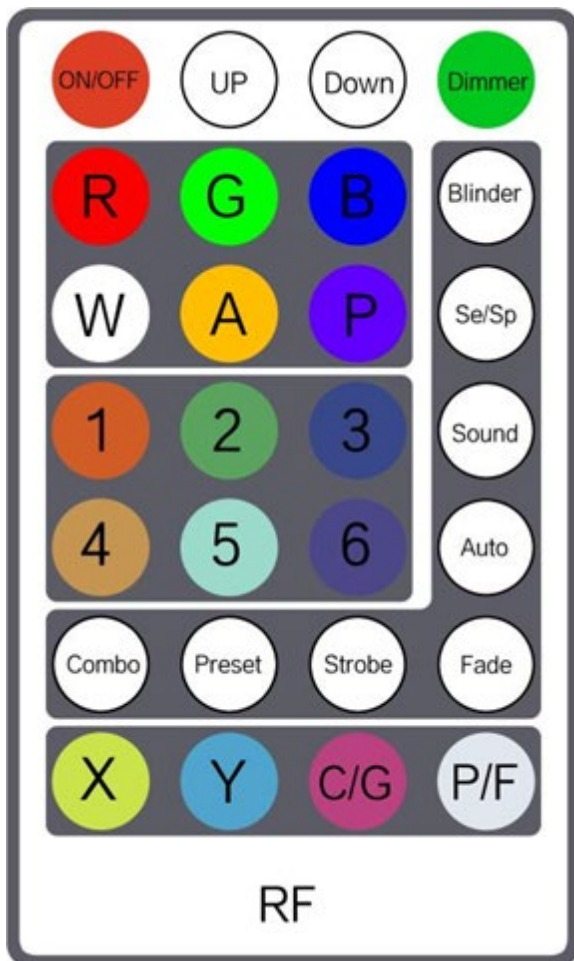 ON/OFF UP Down Dimmer
R G B Blinder
W A P Se/Sp
1 2 3 Sound
4 5 6 Auto
Combo Preset Strobe Fade
X Y C/G P/F
RF